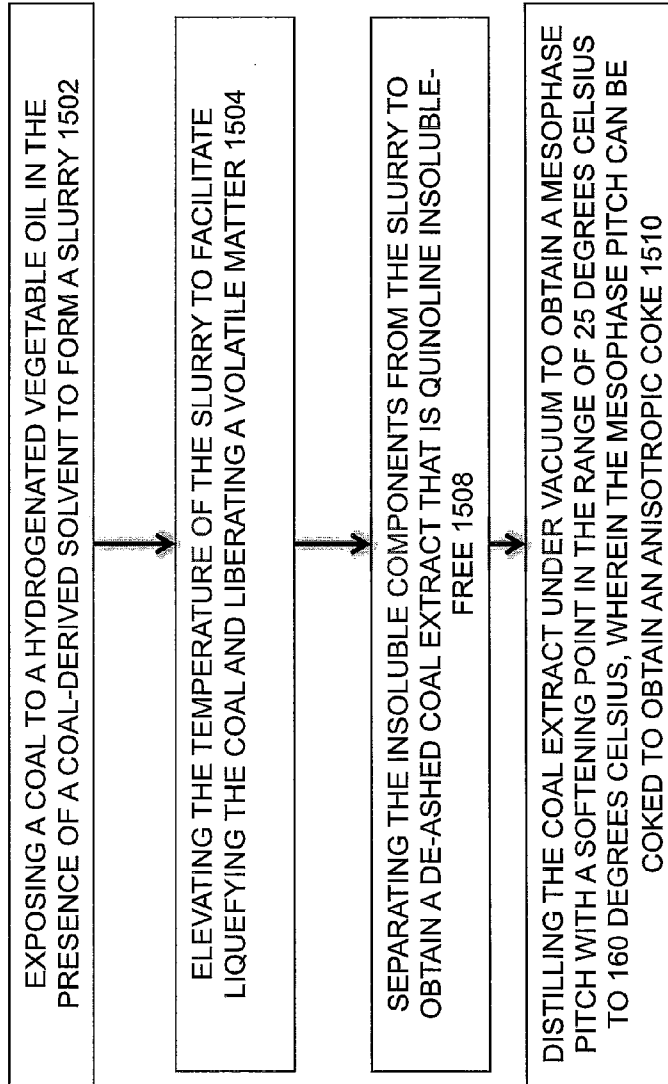 EXPOSING A COAL TO A HYDROGENATED VEGETABLE OIL IN THE
PRESENCE OF A COAL-DERIVED SOLVENT TO FORM A SLURRY 1502
ELEVATING THE TEMPERATURE OF THE SLURRY TO FACILITATE
LIQUEFYING THE COAL AND LIBERATING A VOLATILE MATTER 1504
SEPARATING THE INSOLUBLE COMPONENTS FROM THE SLURRY TO
OBTAIN A DE-ASHED COAL EXTRACT THAT IS QUINOLINE INSOLUBLE-
FREE 1508
DISTILLING THE COAL EXTRACT UNDER VACUUM TO OBTAIN A MESOPHASE
PITCH WITH A SOFTENING POINT IN THE RANGE OF 25 DEGREES CELSIUS
TO 160 DEGREES CELSIUS, WHEREIN THE MESOPHASE PITCH CAN BE
COKED TO OBTAIN AN ANISOTROPIC COKE 1510